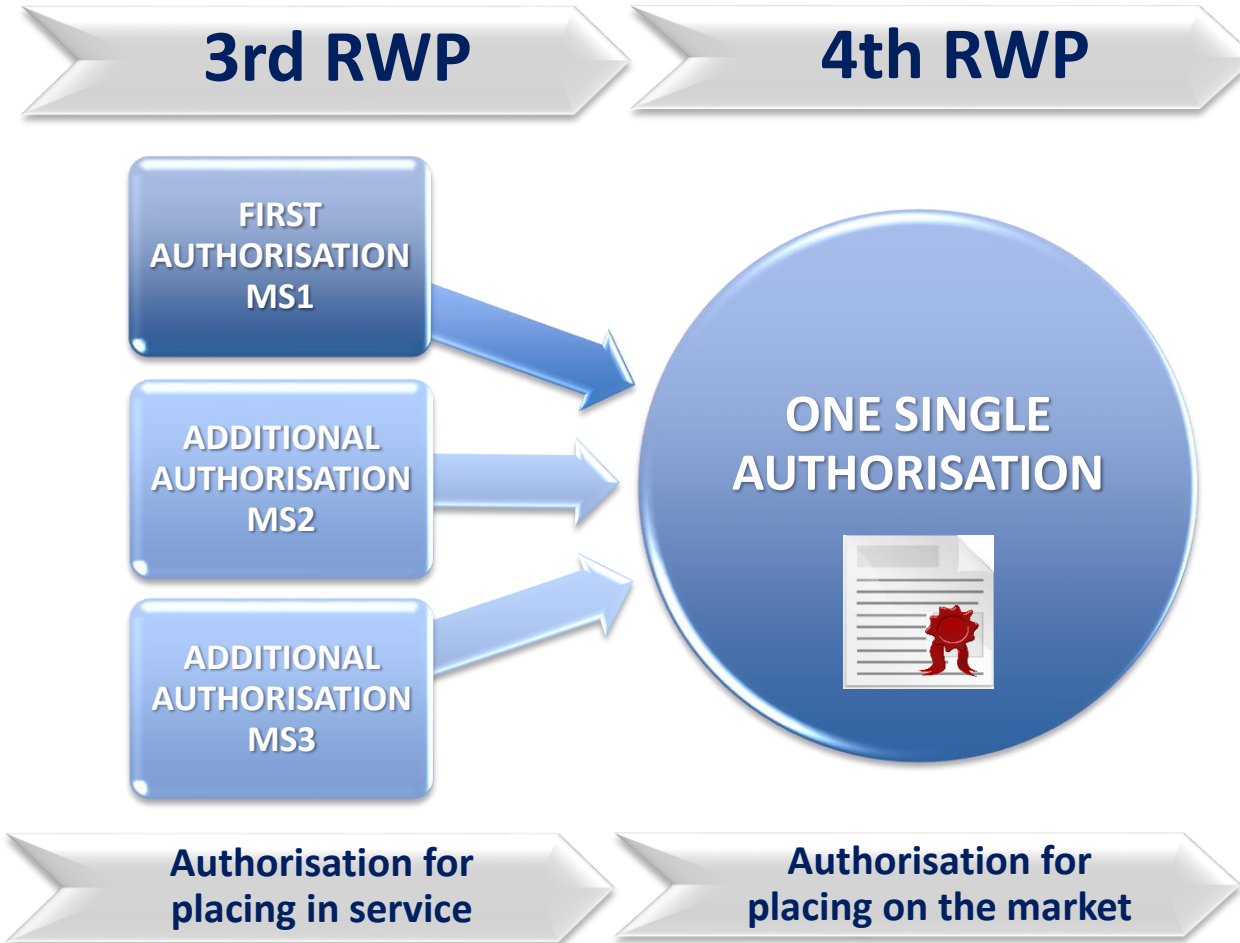 3rd RWP
4th RWP
FIRST
AUTHORISATION
MS1
ADDITIONAL
AUTHORISATION
MS2
ADDITIONAL
AUTHORISATION
MS3
ONE SINGLE
AUTHORISATION
Authorisation for
placing in service
Authorisation for
placing on the market